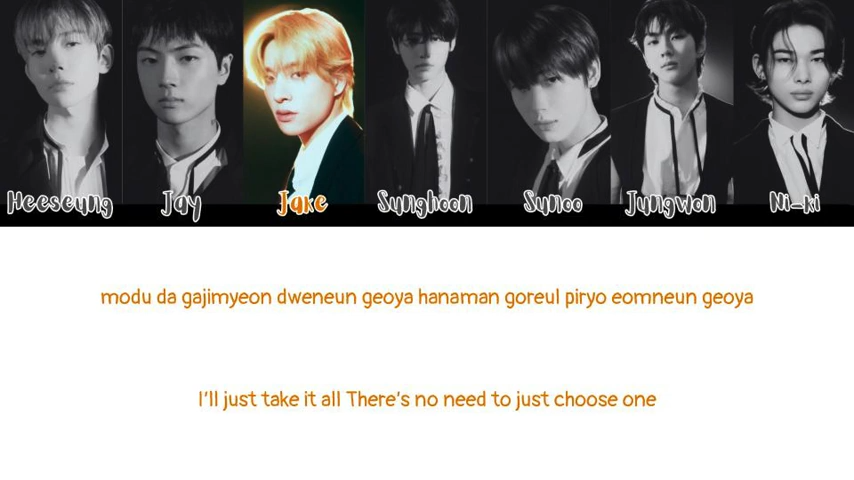 Heeseung Jay Jake Sunghoon Sunoo Jungwon Ni-ki
modu da gajimyeon dweneun geoya hanaman goreul piryo eomneun geoya
I'll just take it all There's no need to just choose one